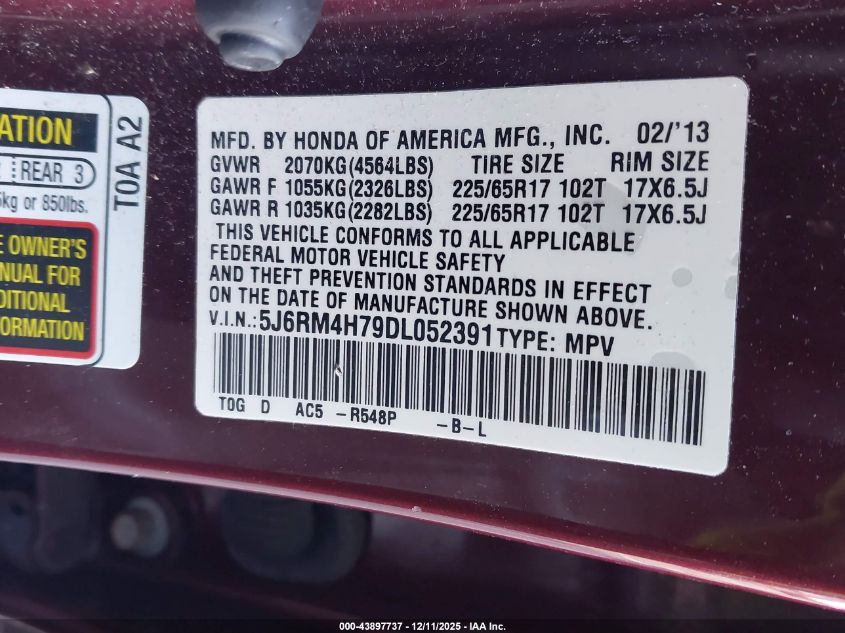 ATION
REAR 3
kg or 850lbs.
OWNER'S
NUAL FOR
DITIONAL
FORMATION
T0A A2
MFD. BY HONDA OF AMERICA MFG., INC. 02/'13
GVWR 2070KG(4564LBS) TIRE SIZE RIM SIZE
GAWR F 1055KG(2326LBS) 225/65R17 102T 17X6.5J
GAWR R 1035KG(2282LBS) 225/65R17 102T 17X6.5J
THIS VEHICLE CONFORMS TO ALL APPLICABLE
FEDERAL MOTOR VEHICLE SAFETY
AND THEFT PREVENTION STANDARDS IN EFFECT
ON THE DATE OF MANUFACTURE SHOWN ABOVE.
V.I.N.:5J6RM4H79DL052391 TYPE: MPV
T0G D AC5 -R548P -B-L
000-43897737 - 12/11/2025 - IAA Inc.